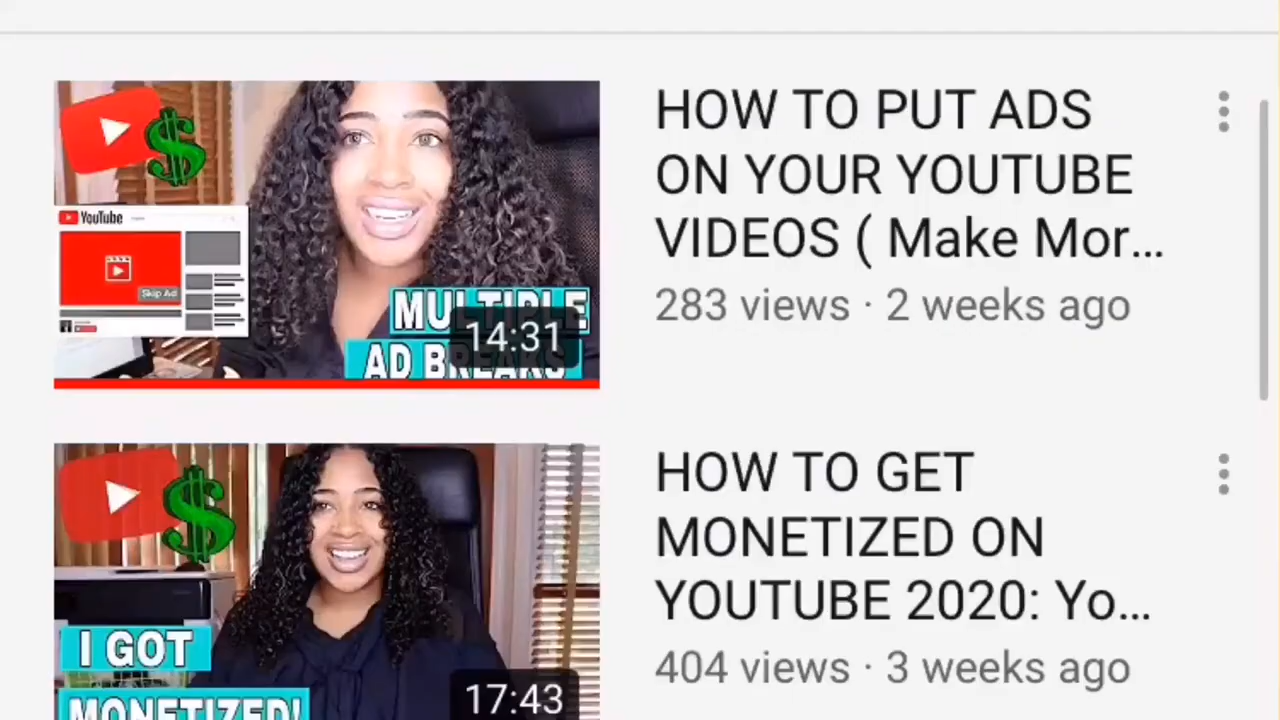 HOW TO PUT ADS
ON YOUR YOUTUBE
VIDEOS ( Make Mor...
283 views · 2 weeks ago
YouTube
Skip Ad
MULTIPLE
AD BREAKS
14:31
HOW TO GET
MONETIZED ON
YOUTUBE 2020: Yo...
404 views · 3 weeks ago
I GOT
MONETIZED!
17:43